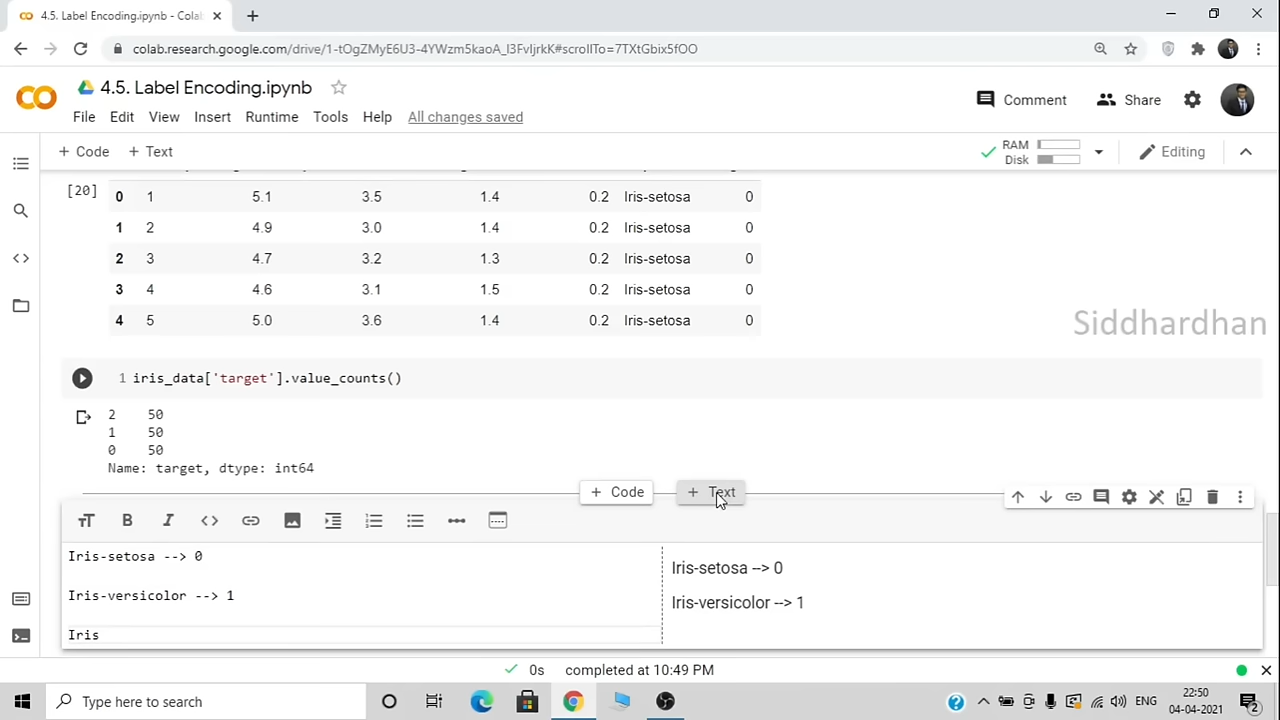 4.5. Label Encoding.ipynb - Cola
colab.research.google.com/drive/1-tOgZMyE6U3-4YWzm5kaoA_l3FvIjrkK#scrollTo=7TXtGbix5fOO
4.5. Label Encoding.ipynb
File Edit View Insert Runtime Tools Help All changes saved
Comment Share
+ Code + Text
RAM
Disk
Editing
[20]
0 1 5.1 3.5 1.4 0.2 Iris-setosa 0
1 2 4.9 3.0 1.4 0.2 Iris-setosa 0
2 3 4.7 3.2 1.3 0.2 Iris-setosa 0
3 4 4.6 3.1 1.5 0.2 Iris-setosa 0
4 5 5.0 3.6 1.4 0.2 Iris-setosa 0
Siddhardhan
1 iris_data['target'].value_counts()
2 50
1 50
0 50
Name: target, dtype: int64
+ Code + Text
Iris-setosa --> 0
Iris-versicolor --> 1
Iris
Iris-setosa --> 0
Iris-versicolor --> 1
0s completed at 10:49 PM
Type here to search
ENG
22:50
04-04-2021
2